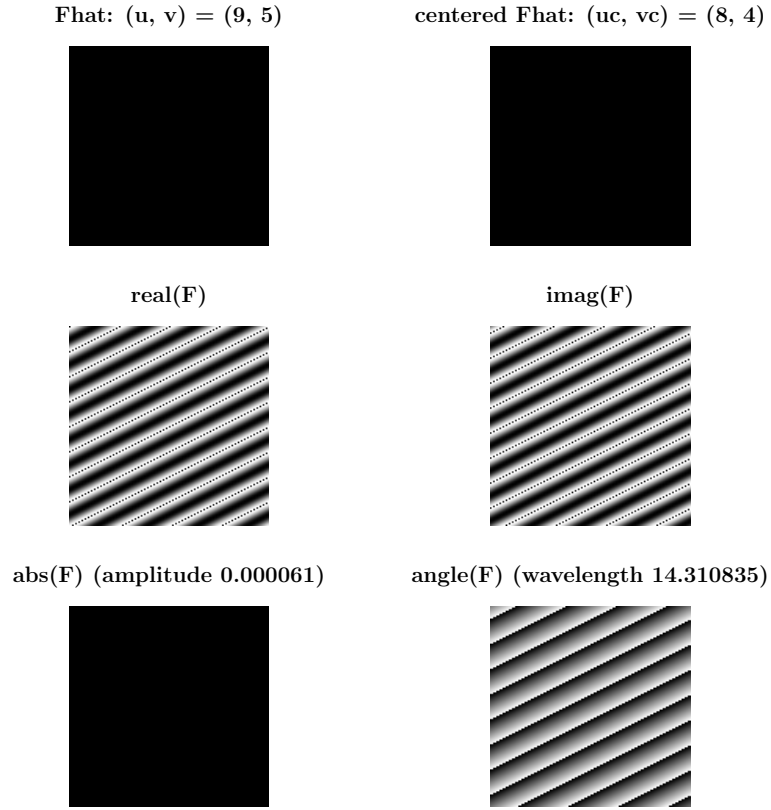 Fhat: (u, v) = (9, 5)
centered Fhat: (uc, vc) = (8, 4)
real(F)
imag(F)
abs(F) (amplitude 0.000061)
angle(F) (wavelength 14.310835)